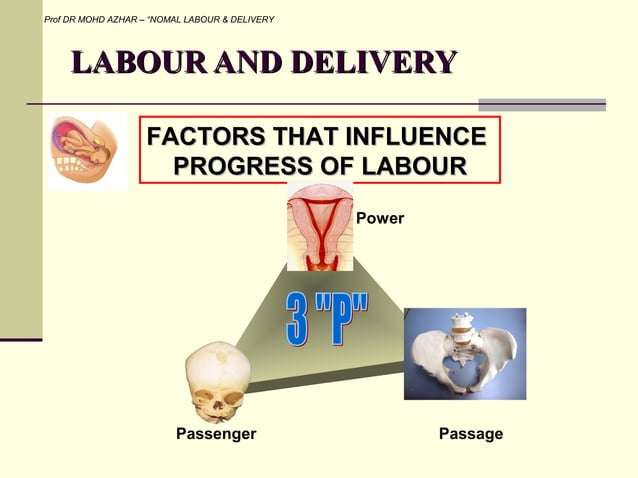 Prof DR MOHD AZHAR – “NOMAL LABOUR & DELIVERY
LABOUR AND DELIVERY
FACTORS THAT INFLUENCE
PROGRESS OF LABOUR
Power
3 "P"
Passenger
Passage